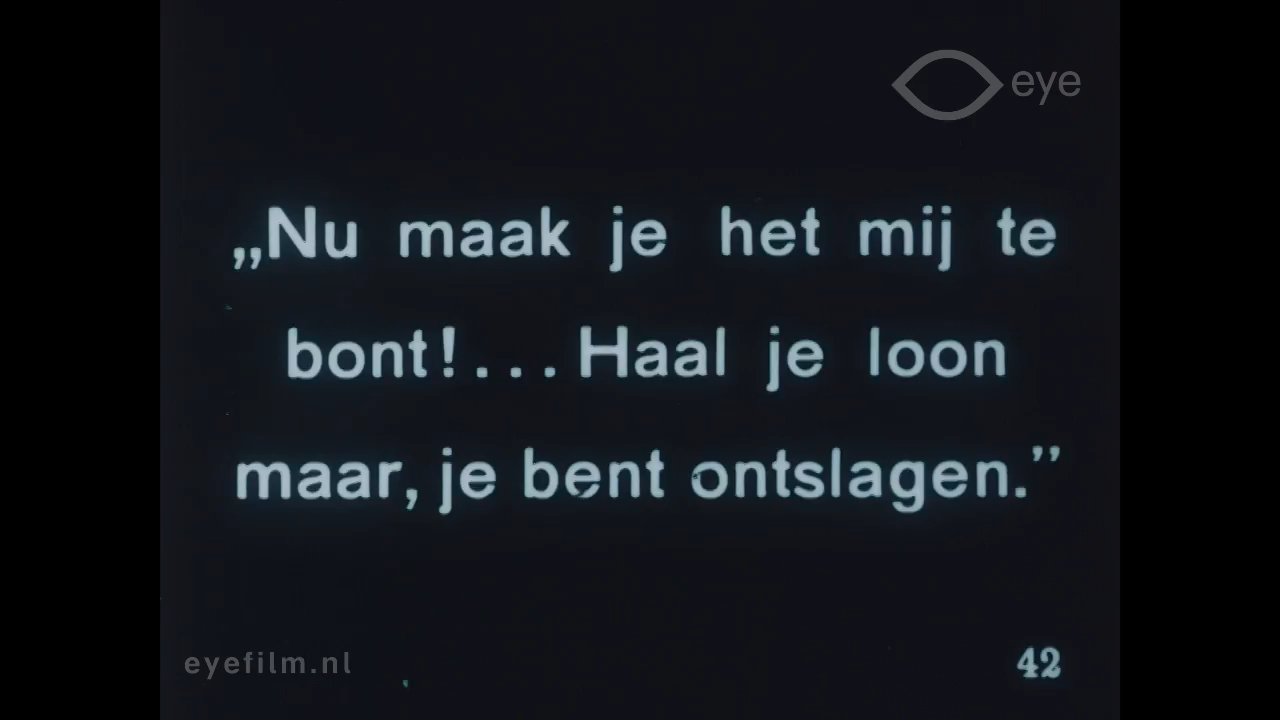 eye
„Nu maak je het mij te
bont!...Haal je loon
maar, je bent ontslagen.”
eyefilm.nl
42